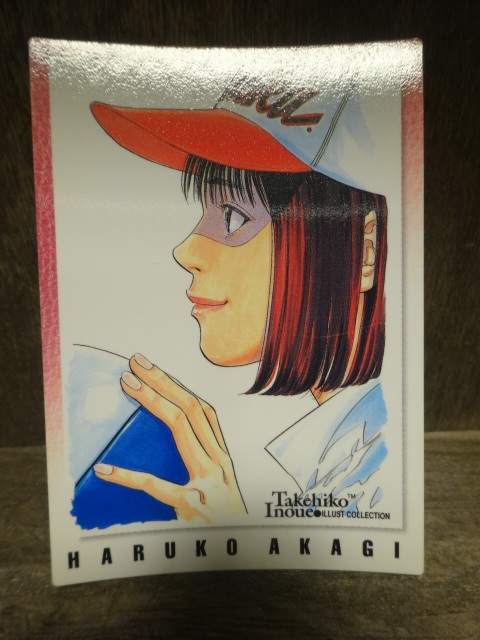 Takehiko™
Inoue●ILLUST COLLECTION
HARUKO AKAGI